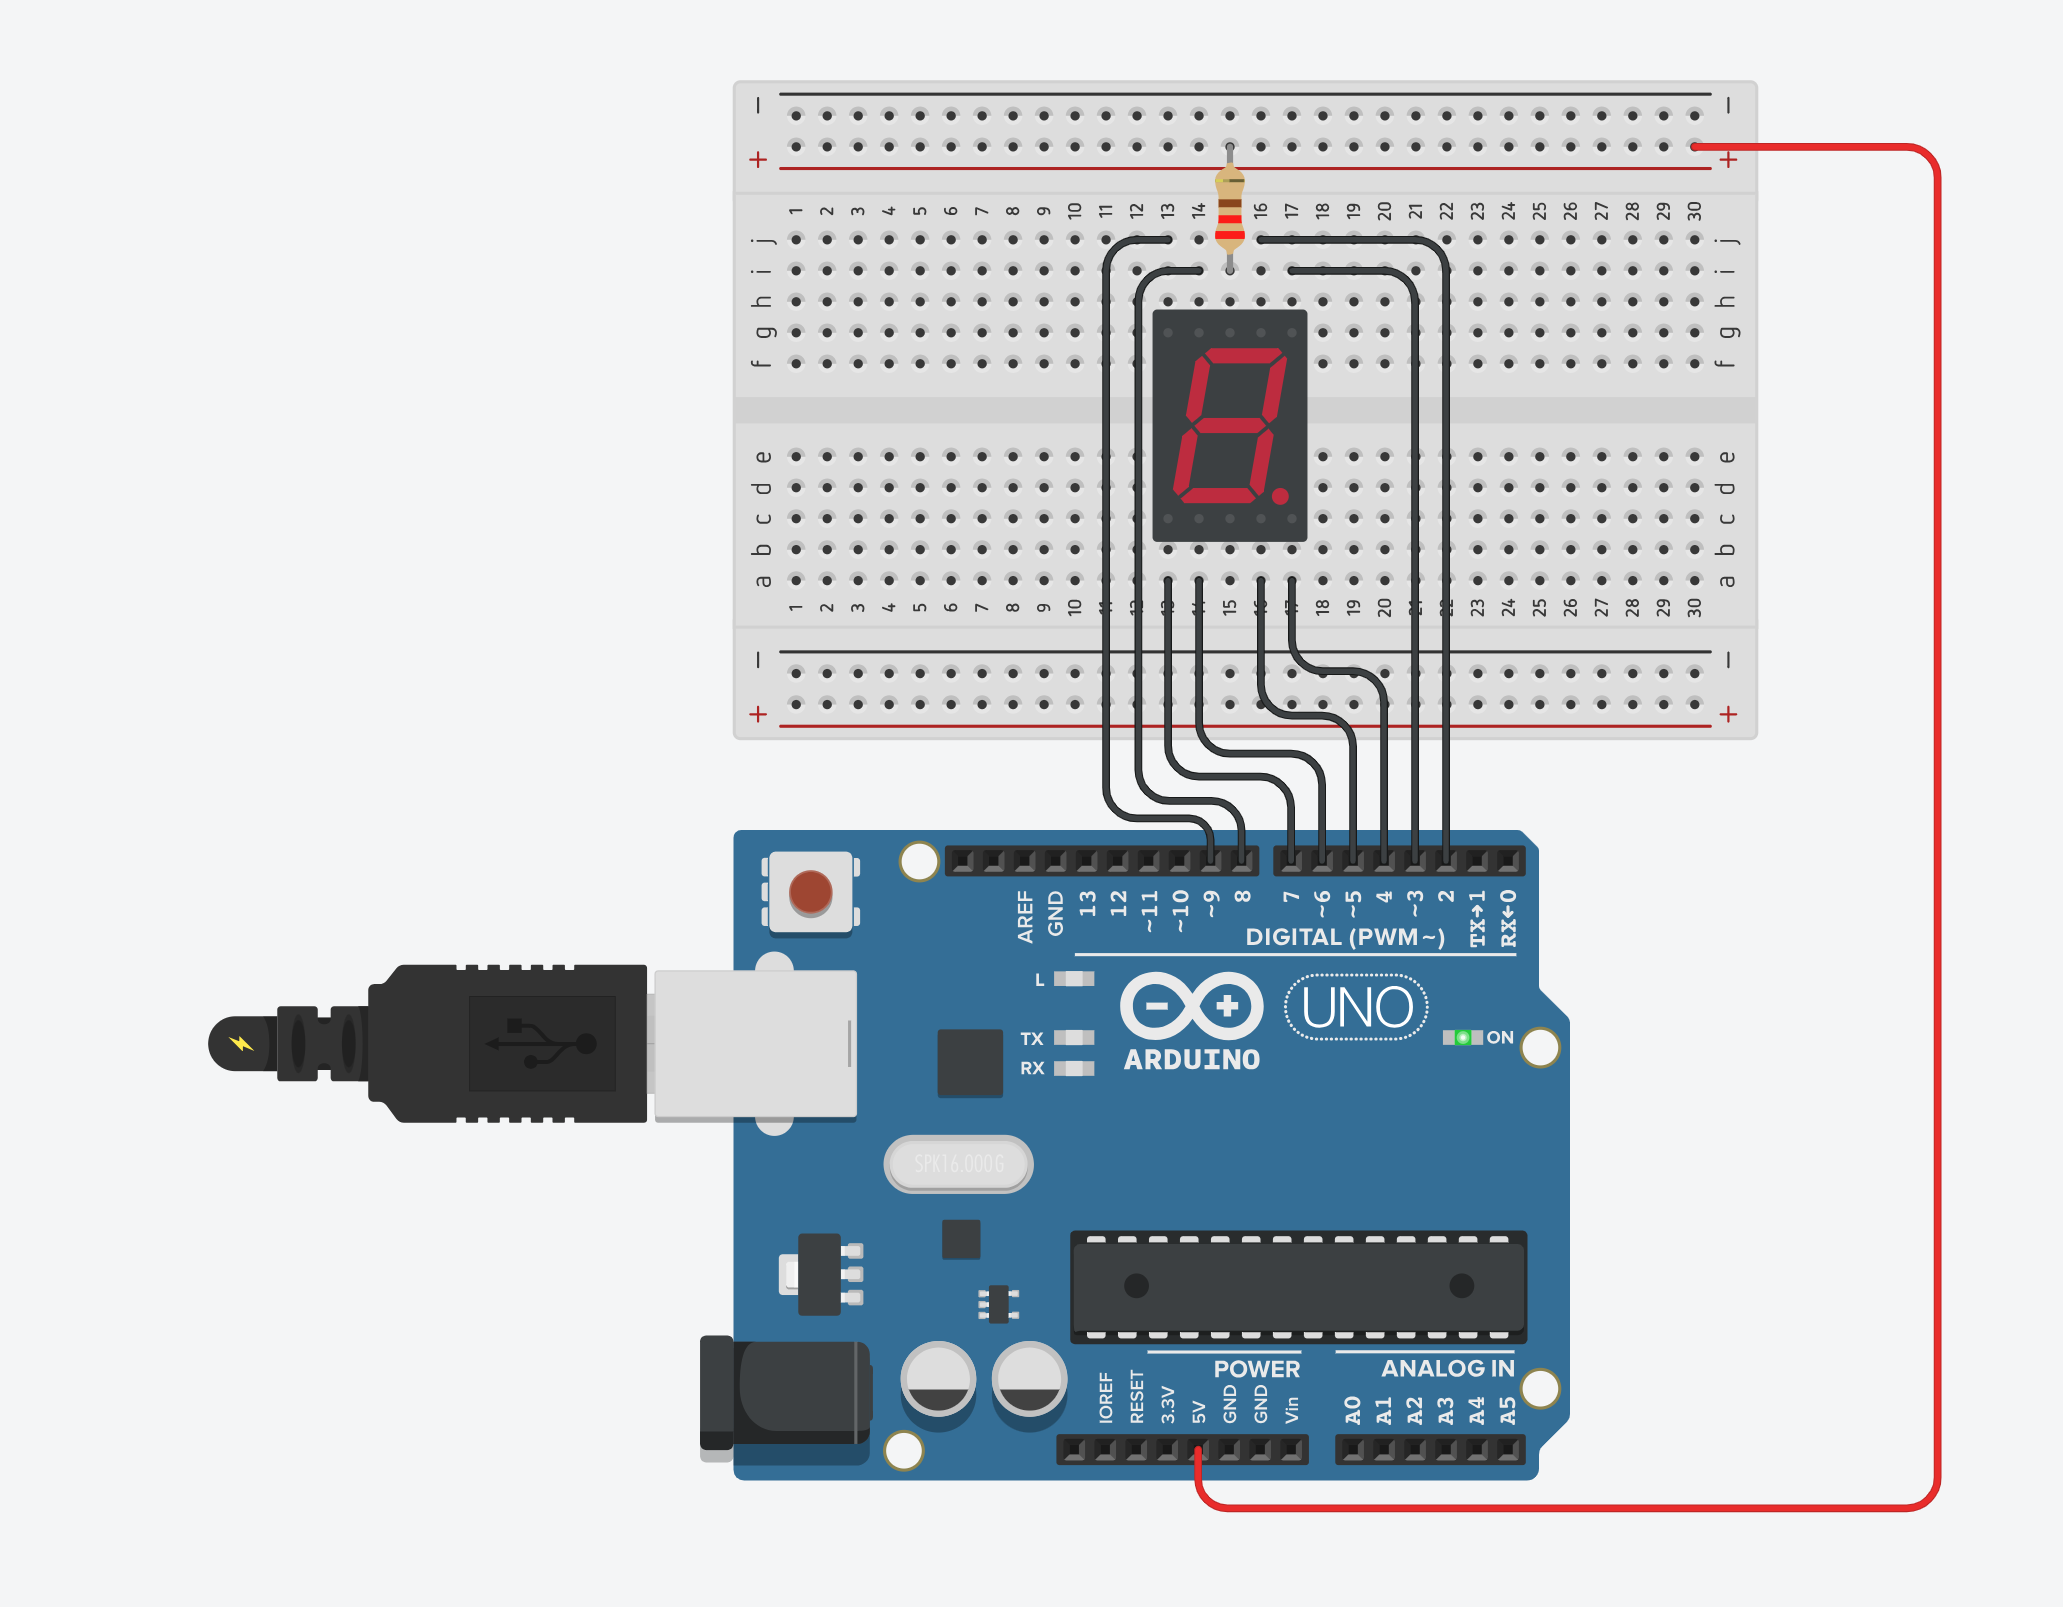 − −
+ +
1 2 3 4 5 6 7 8 9 10 11 12 13 14 16 17 18 19 20 21 22 23 24 25 26 27 28 29 30
j j
i i
h h
g g
f f
e e
d d
c c
b b
a a
1 2 3 4 5 6 7 8 9 10 11 12 13 14 15 16 17 18 19 20 21 22 23 24 25 26 27 28 29 30
− −
+ +
AREF GND 13 12 ~11 ~10 ~9 8 7 ~6 ~5 4 ~3 2 TX→1 RX←0
DIGITAL (PWM~)
L
UNO
TX
ON
ARDUINO
RX
SPK16.000G
POWER ANALOG IN
IOREF RESET 3.3V 5V GND GND Vin A0 A1 A2 A3 A4 A5